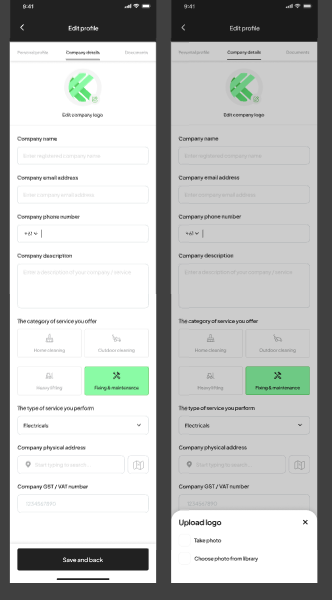 9:41
Edit profile
Personal profile Company details Documents
Edit company logo
Company name
Enter registered company name
Company email address
Enter company email address
Company phone number
+61
Company description
Enter a description of your company / service
The category of service you offer
Home cleaning Outdoor cleaning
Heavy lifting Fixing & maintenance
The type of service you perform
Electricals
Company physical address
Start typing to search...
Company GST / VAT number
1234567890
Save and back
9:41
Edit profile
Personal profile Company details Documents
Edit company logo
Company name
Enter registered company name
Company email address
Enter company email address
Company phone number
+61
Company description
Enter a description of your company / service
The category of service you offer
Home cleaning Outdoor cleaning
Heavy lifting Fixing & maintenance
The type of service you perform
Electricals
Company physical address
Start typing to search...
Company GST / VAT number
1234567890
Upload logo
Take photo
Choose photo from library